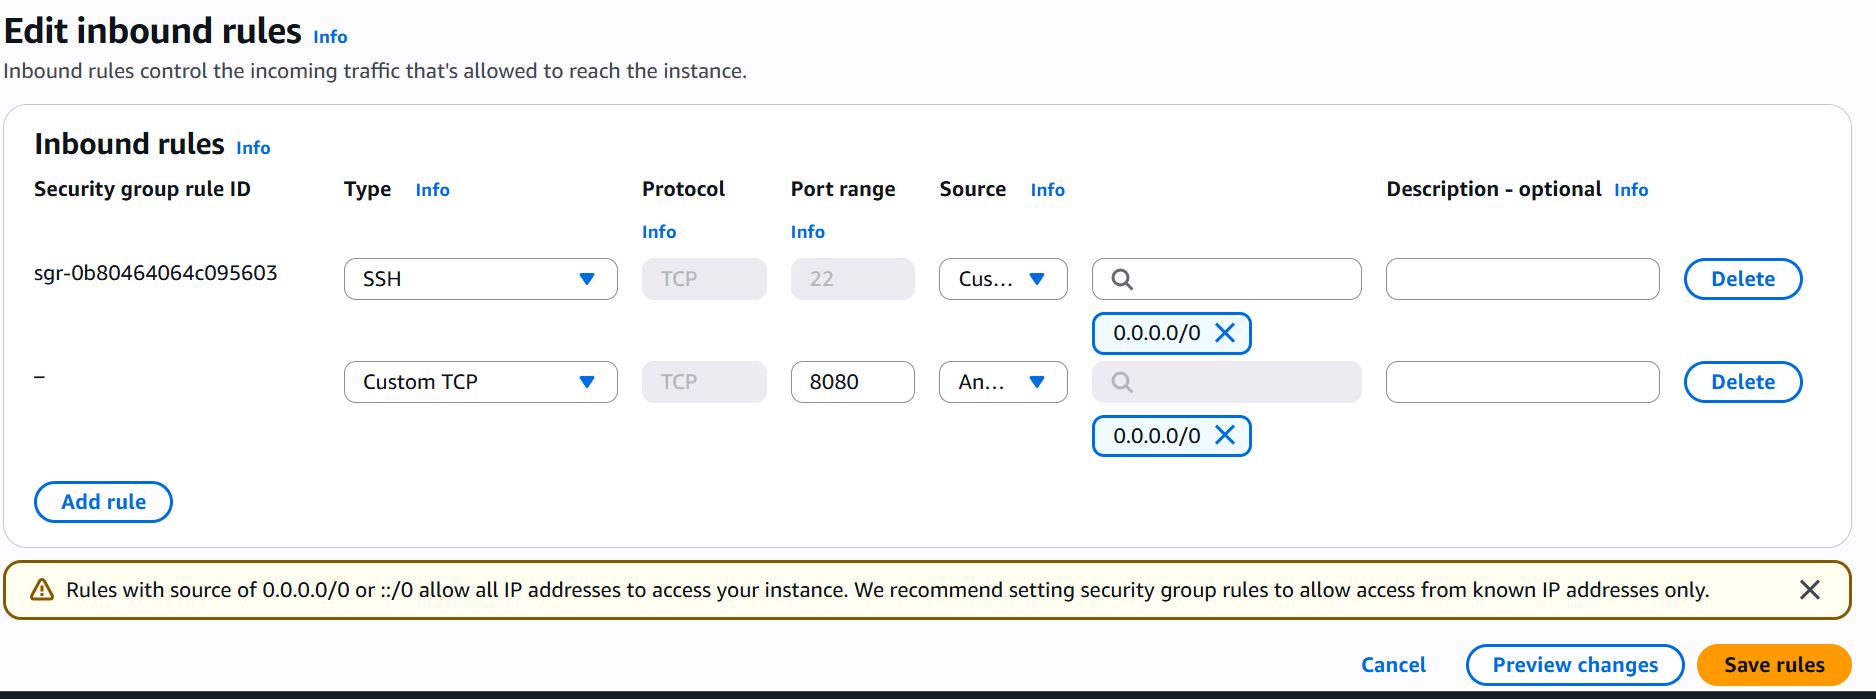 Edit inbound rules Info
Inbound rules control the incoming traffic that's allowed to reach the instance.
Inbound rules Info
Security group rule ID Type Info Protocol Port range Source Info Description - optional Info
Info Info
sgr-0b80464064c095603 SSH TCP 22 Cus... Delete
0.0.0.0/0
– Custom TCP TCP 8080 An... Delete
0.0.0.0/0
Add rule
Rules with source of 0.0.0.0/0 or ::/0 allow all IP addresses to access your instance. We recommend setting security group rules to allow access from known IP addresses only.
Cancel Preview changes Save rules